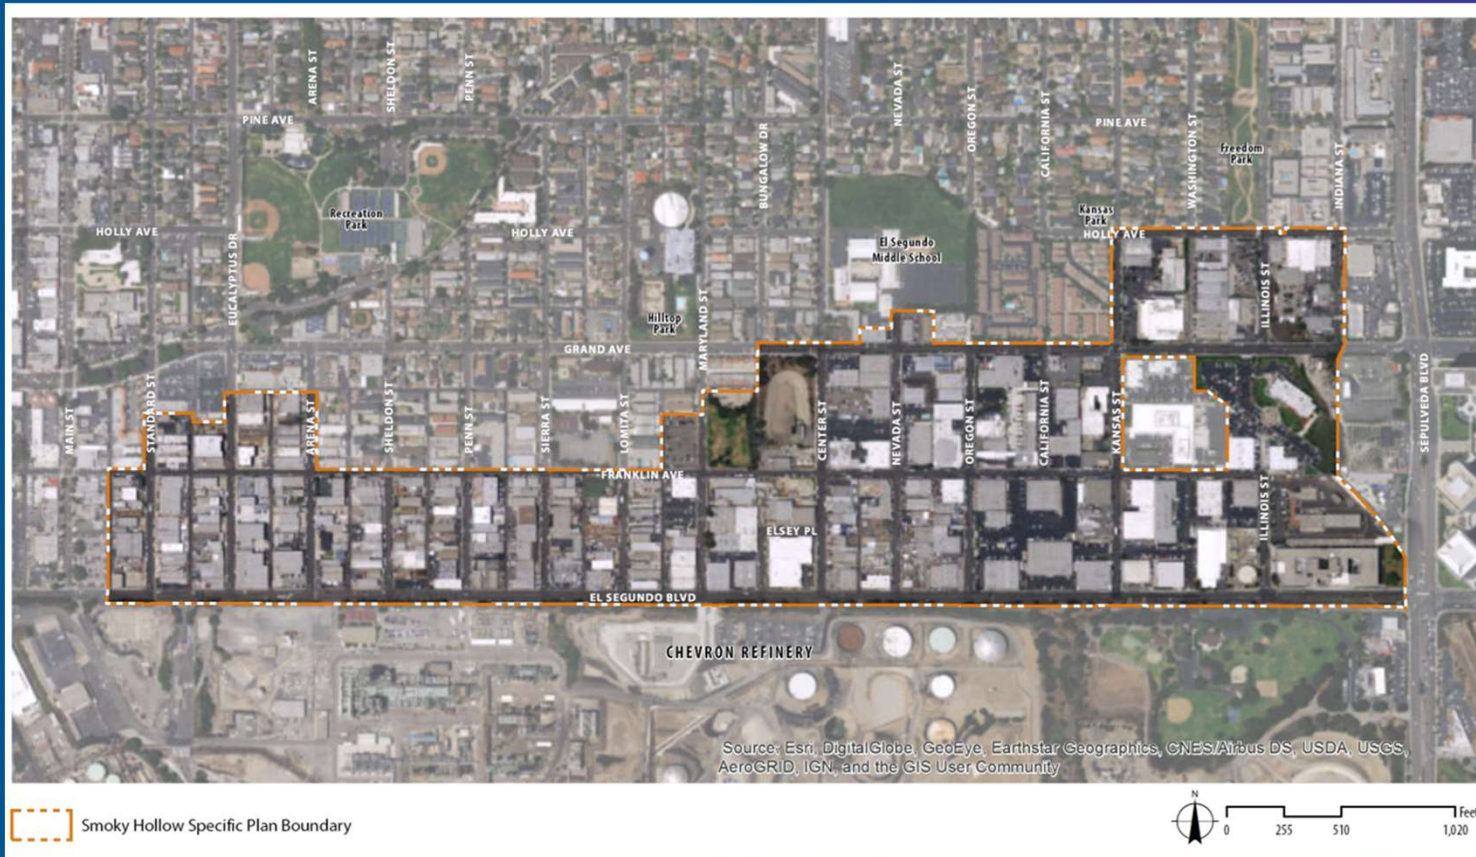 ARENA ST
SHELDON ST
PENN ST
NEVADA ST
OREGON ST
CALIFORNIA ST
WASHINGTON ST
INDIANA ST
PINE AVE
PINE AVE
BUNGALOW DR
Freedom
Park
Recreation
Park
Kansas
Park
HOLLY AVE
HOLLY AVE
HOLLY AVE
EUCALYPTUS DR
El Segundo
Middle School
ILLINOIS ST
Hilltop
Park
MARYLAND ST
GRAND AVE
MAIN ST
STANDARD ST
ARENA ST
SHELDON ST
PENN ST
SIERRA ST
LOMITA ST
CENTER ST
NEVADA ST
OREGON ST
CALIFORNIA ST
KANSAS ST
SEPULVEDA BLVD
FRANKLIN AVE
ILLINOIS ST
ELSEY PL
EL SEGUNDO BLVD
CHEVRON REFINERY
Source: Esri, DigitalGlobe, GeoEye, Earthstar Geographics, CNES/Airbus DS, USDA, USGS,
AeroGRID, IGN, and the GIS User Community
Smoky Hollow Specific Plan Boundary
N
Feet
0 255 510 1,020